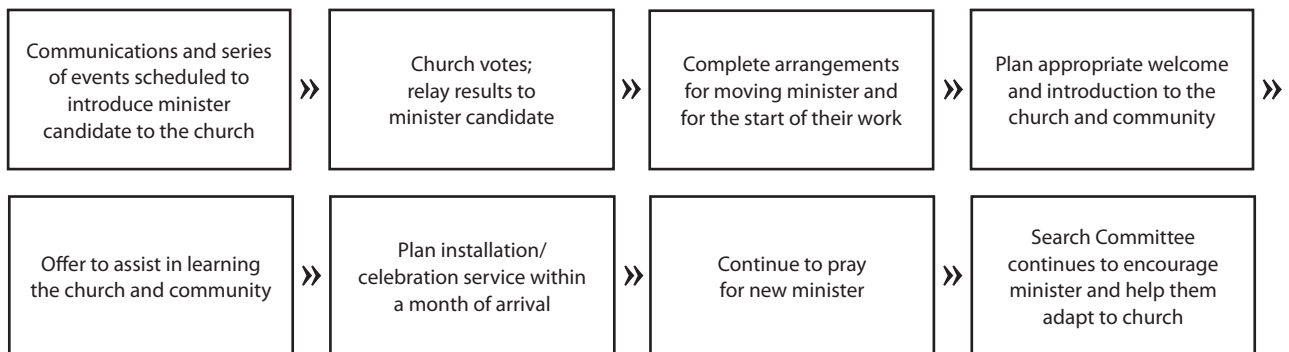 Communications and series
of events scheduled to
introduce minister
candidate to the church
»
Church votes;
relay results to
minister candidate
»
Complete arrangements
for moving minister and
for the start of their work
»
Plan appropriate welcome
and introduction to the
church and community
»
Offer to assist in learning
the church and community
»
Plan installation/
celebration service within
a month of arrival
»
Continue to pray
for new minister
»
Search Committee
continues to encourage
minister and help them
adapt to church